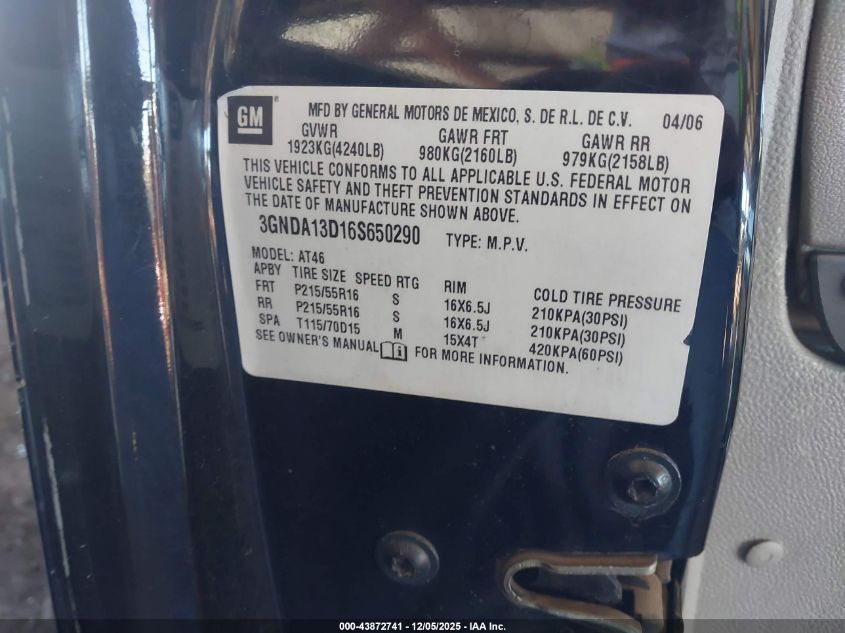 GM
MFD BY GENERAL MOTORS DE MEXICO, S. DE R.L. DE C.V. 04/06
GVWR GAWR FRT GAWR RR
1923KG(4240LB) 980KG(2160LB) 979KG(2158LB)
THIS VEHICLE CONFORMS TO ALL APPLICABLE U.S. FEDERAL MOTOR
VEHICLE SAFETY AND THEFT PREVENTION STANDARDS IN EFFECT ON
THE DATE OF MANUFACTURE SHOWN ABOVE.
3GNDA13D16S650290 TYPE: M.P.V.
MODEL: AT46
APBY TIRE SIZE SPEED RTG RIM COLD TIRE PRESSURE
FRT P215/55R16 S 16X6.5J 210KPA(30PSI)
RR P215/55R16 S 16X6.5J 210KPA(30PSI)
SPA T115/70D15 M 15X4T 420KPA(60PSI)
SEE OWNER'S MANUAL FOR MORE INFORMATION.
000-43872741 - 12/05/2025 - IAA Inc.